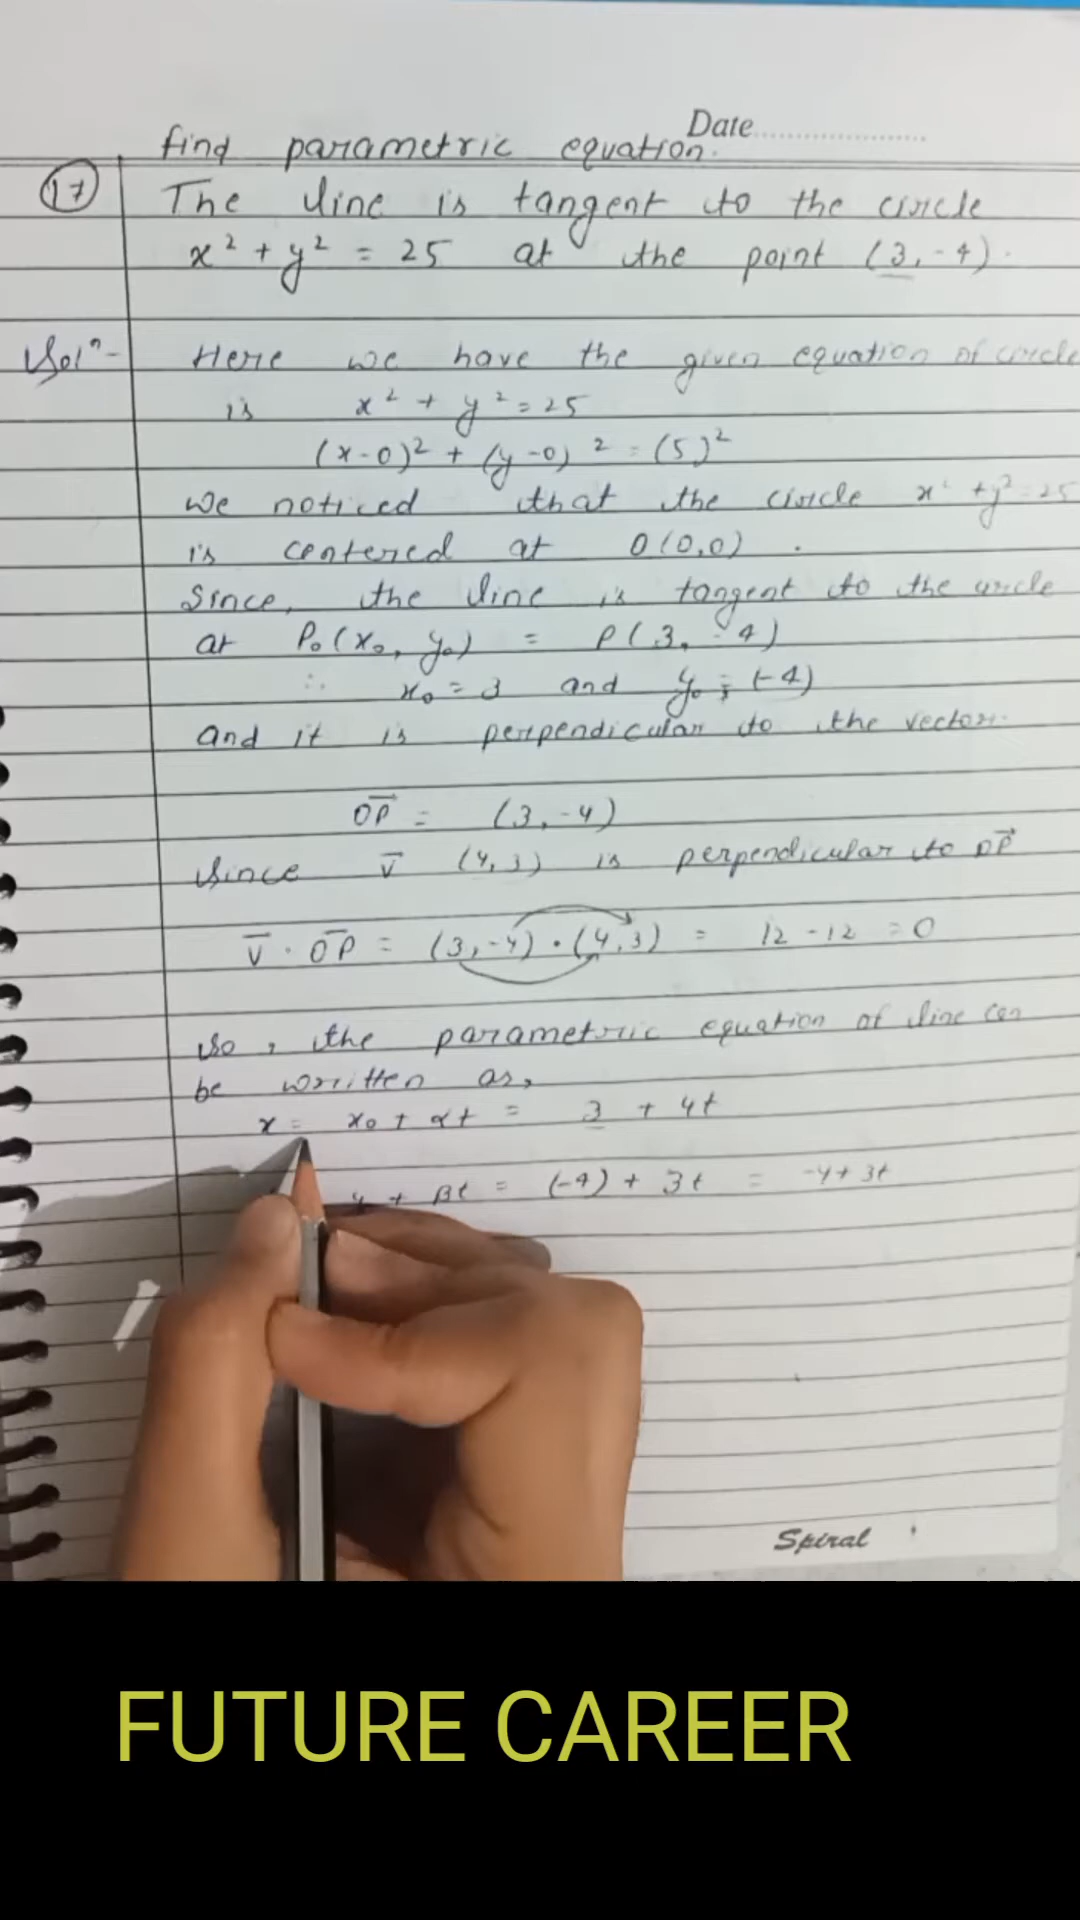 Date
find parametric equation.
17 The line is tangent to the circle
x² + y² = 25 at the point (3, -4).
Solⁿ- Here we have the given equation of circle
is x² + y² = 25
(x-0)² + (y-0)² = (5)²
We noticed that the circle x² + y² = 25
is centered at O(0,0).
Since, the line is tangent to the circle
at P₀(x₀, y₀) = P(3, -4)
∴ x₀ = 3 and y₀ = (-4)
and it is perpendicular to the vector.
OP = (3, -4)
Since v (4,3) is perpendicular to OP
v · OP = (3, -4) · (4, 3) = 12 - 12 = 0
So, the parametric equation of line can
be written as,
x = x₀ + αt = 3 + 4t
y + βt = (-4) + 3t = -4 + 3t
Spiral
FUTURE CAREER